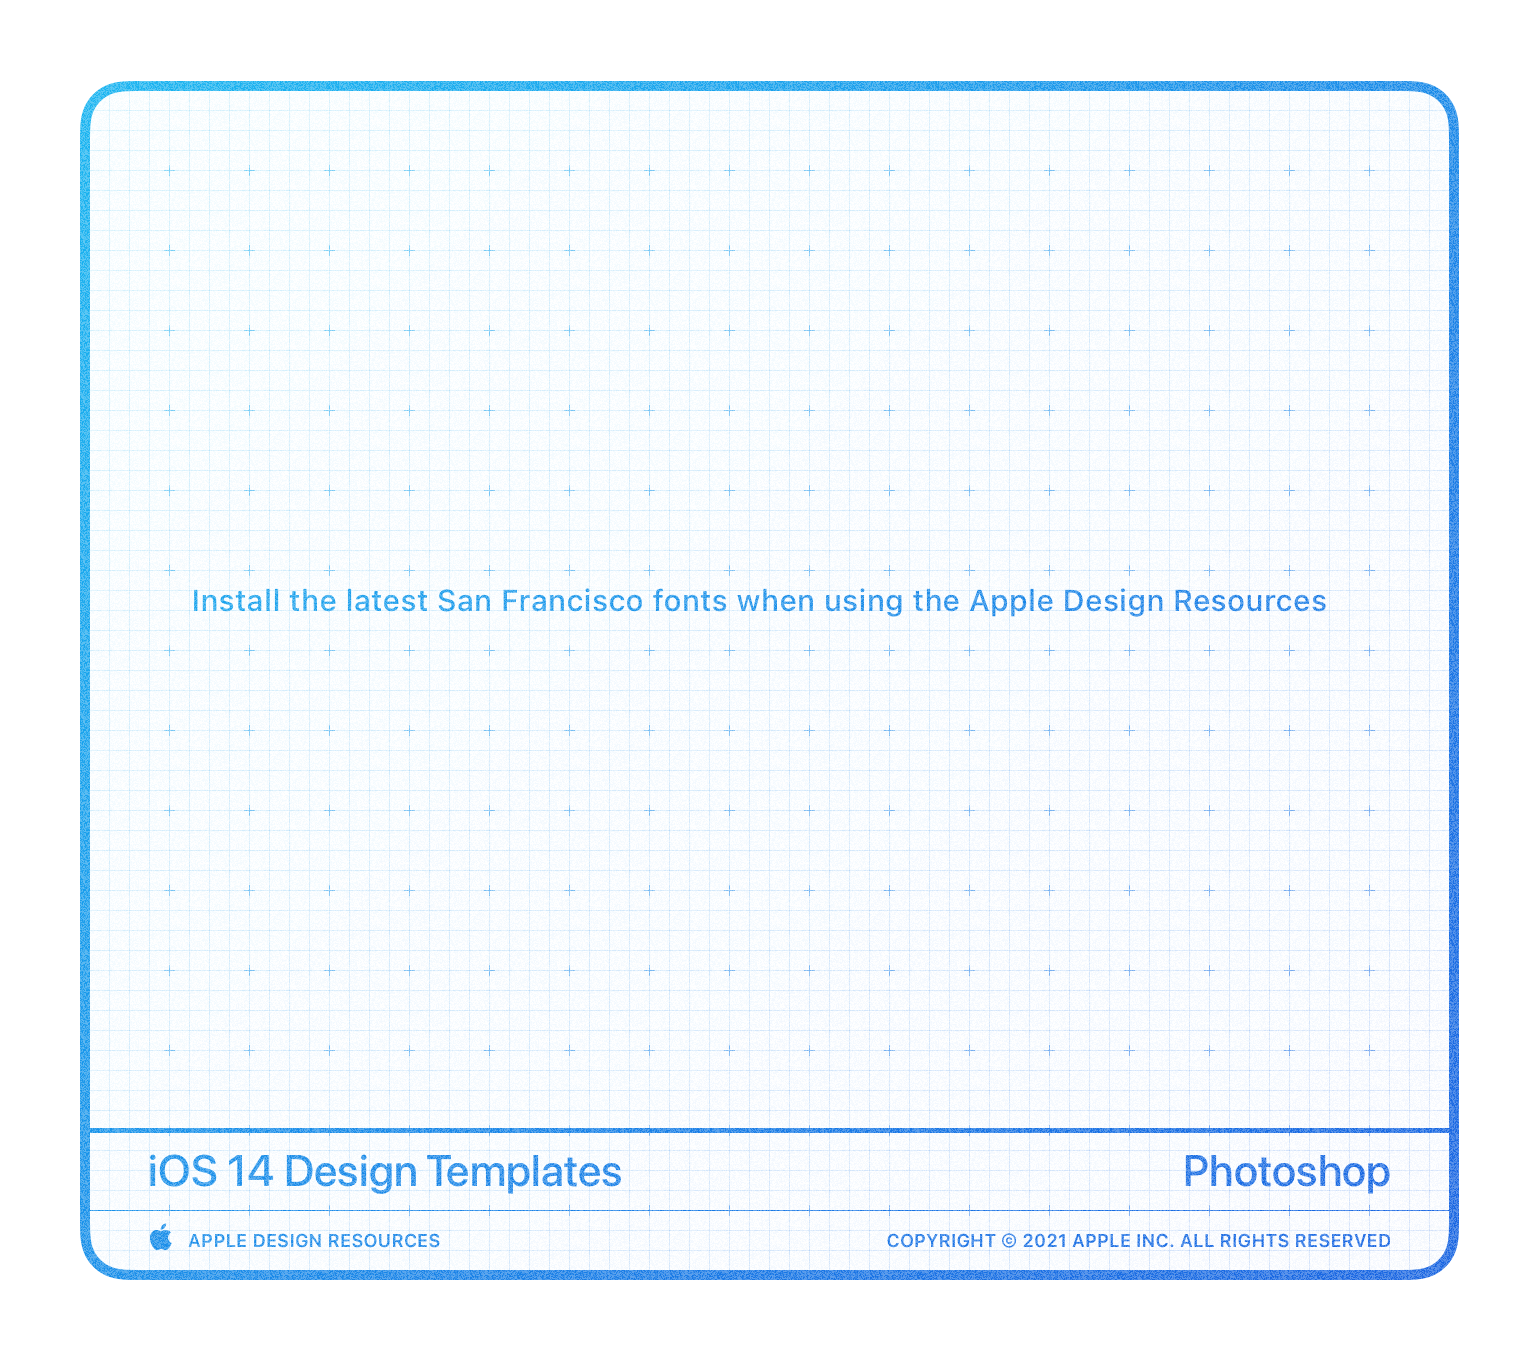 Install the latest San Francisco fonts when using the Apple Design Resources
iOS 14 Design Templates
Photoshop
APPLE DESIGN RESOURCES
COPYRIGHT © 2021 APPLE INC. ALL RIGHTS RESERVED